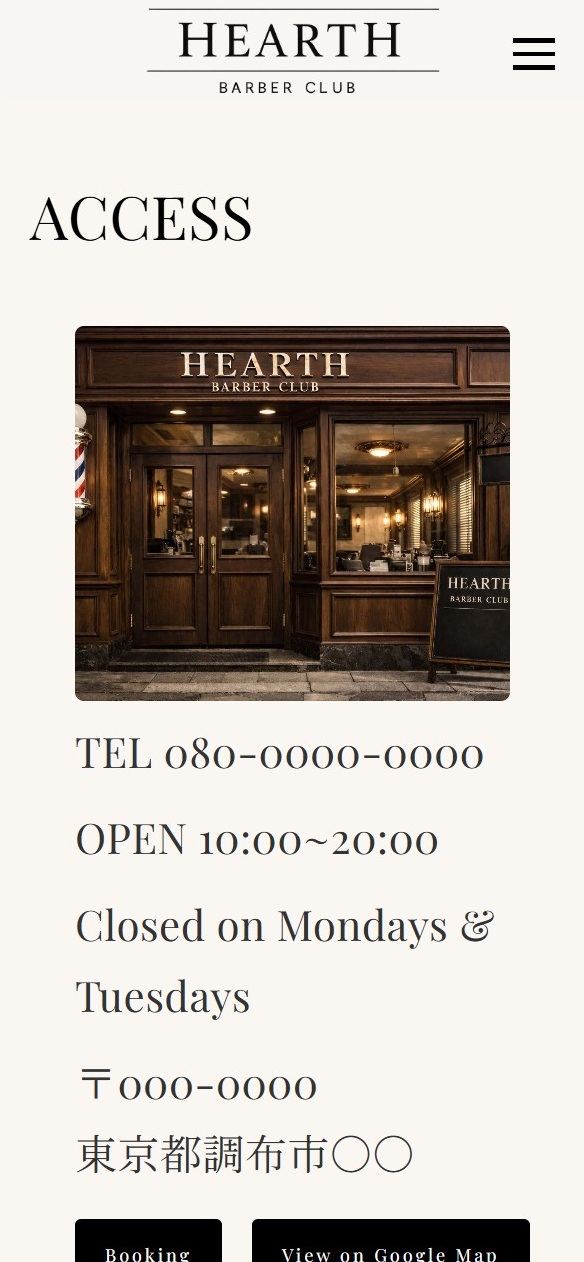 HEARTH
BARBER CLUB
ACCESS
HEARTH
BARBER CLUB
HEARTH
BARBER CLUB
TEL 080-0000-0000
OPEN 10:00~20:00
Closed on Mondays &
Tuesdays
〒000-0000
東京都調布市〇〇
Booking
View on Google Map